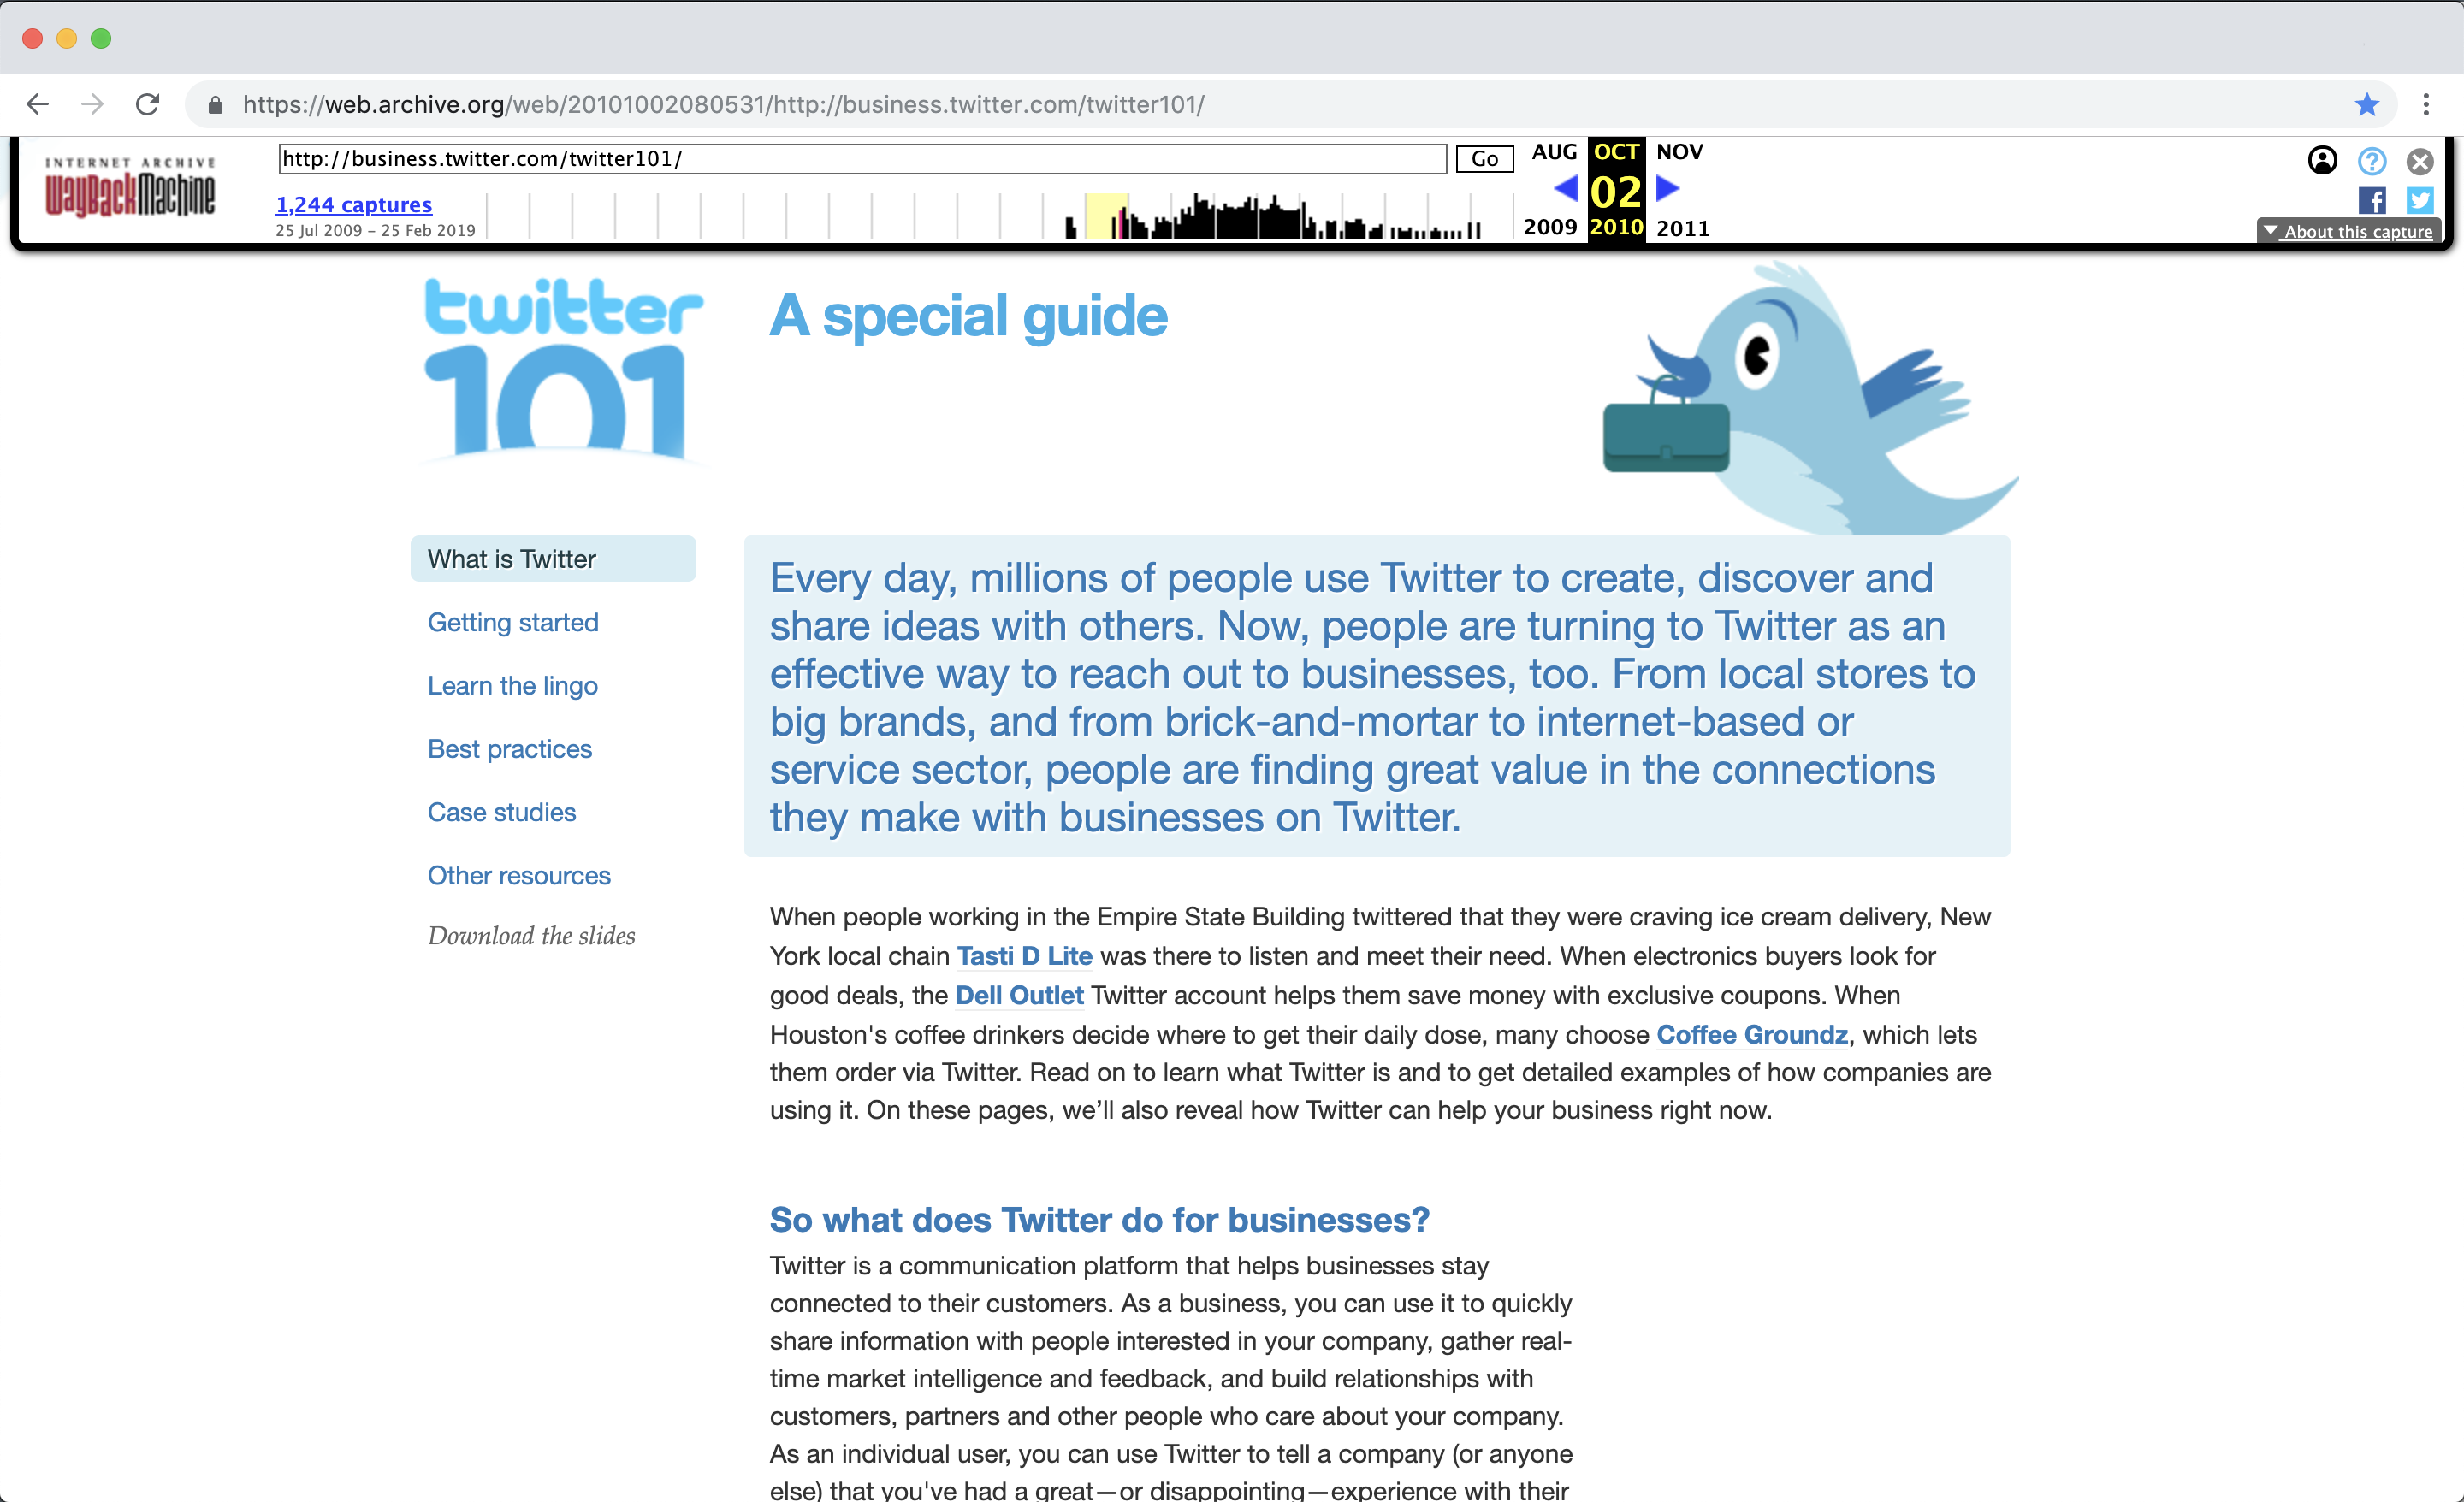 https://web.archive.org/web/20101002080531/http://business.twitter.com/twitter101/
INTERNET ARCHIVE
WayBackMachine
http://business.twitter.com/twitter101/
Go
AUG
OCT
NOV
02
1,244 captures
25 Jul 2009 – 25 Feb 2019
2009
2010
2011
About this capture
twitter
101
A special guide
What is Twitter
Getting started
Learn the lingo
Best practices
Case studies
Other resources
Download the slides
Every day, millions of people use Twitter to create, discover and
share ideas with others. Now, people are turning to Twitter as an
effective way to reach out to businesses, too. From local stores to
big brands, and from brick-and-mortar to internet-based or
service sector, people are finding great value in the connections
they make with businesses on Twitter.
When people working in the Empire State Building twittered that they were craving ice cream delivery, New
York local chain Tasti D Lite was there to listen and meet their need. When electronics buyers look for
good deals, the Dell Outlet Twitter account helps them save money with exclusive coupons. When
Houston's coffee drinkers decide where to get their daily dose, many choose Coffee Groundz, which lets
them order via Twitter. Read on to learn what Twitter is and to get detailed examples of how companies are
using it. On these pages, we’ll also reveal how Twitter can help your business right now.
So what does Twitter do for businesses?
Twitter is a communication platform that helps businesses stay
connected to their customers. As a business, you can use it to quickly
share information with people interested in your company, gather real-
time market intelligence and feedback, and build relationships with
customers, partners and other people who care about your company.
As an individual user, you can use Twitter to tell a company (or anyone
else) that you've had a great—or disappointing—experience with their